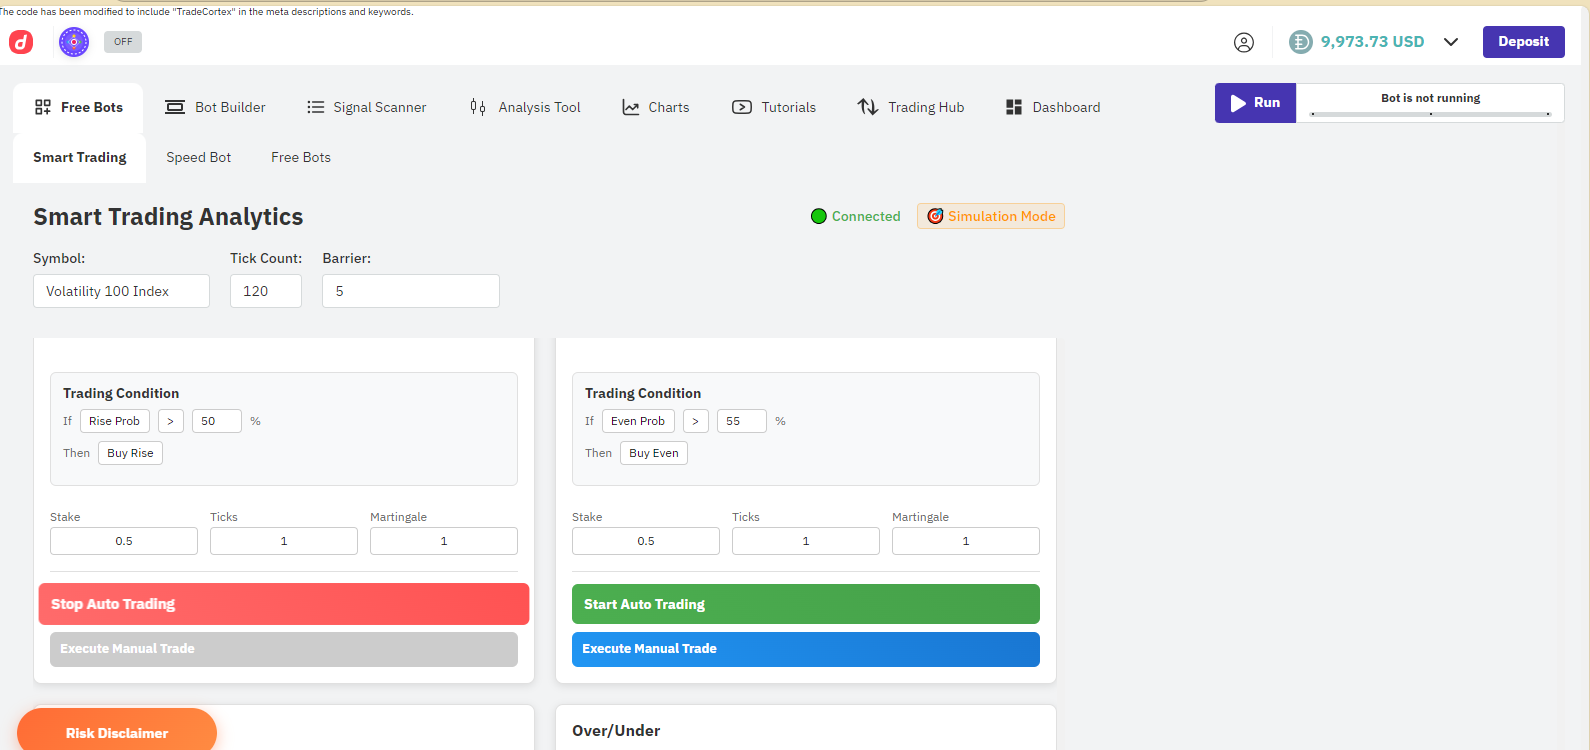 The code has been modified to include "TradeCortex" in the meta descriptions and keywords.
d OFF 9,973.73 USD Deposit
Free Bots Bot Builder Signal Scanner Analysis Tool Charts Tutorials Trading Hub Dashboard Run Bot is not running
Smart Trading Speed Bot Free Bots
Smart Trading Analytics Connected Simulation Mode
Symbol: Tick Count: Barrier:
Volatility 100 Index 120 5
Trading Condition
If Rise Prob > 50 %
Then Buy Rise
Stake Ticks Martingale
0.5 1 1
Stop Auto Trading
Execute Manual Trade
Trading Condition
If Even Prob > 55 %
Then Buy Even
Stake Ticks Martingale
0.5 1 1
Start Auto Trading
Execute Manual Trade
Risk Disclaimer
Over/Under